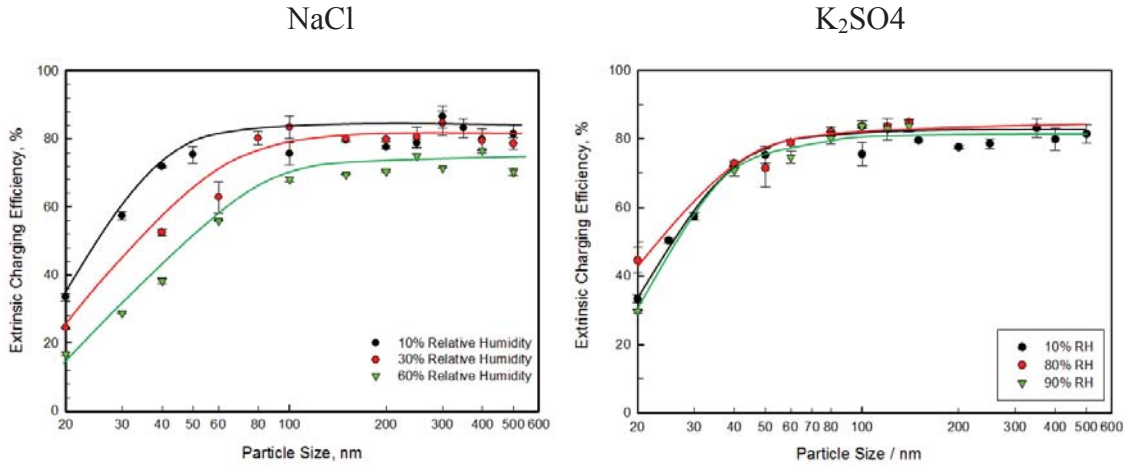 NaCl
K2SO4
Extrinsic Charging Efficiency, %
100
80
60
40
20
0
10% Relative Humidity
30% Relative Humidity
60% Relative Humidity
20 30 40 50 60 100 200 300 400 500 600
Particle Size, nm
Extrinsic Charging Efficiency, %
100
80
60
40
20
0
10% RH
80% RH
90% RH
20 30 40 50 60 70 80 100 200 300 400 500 600
Particle Size / nm